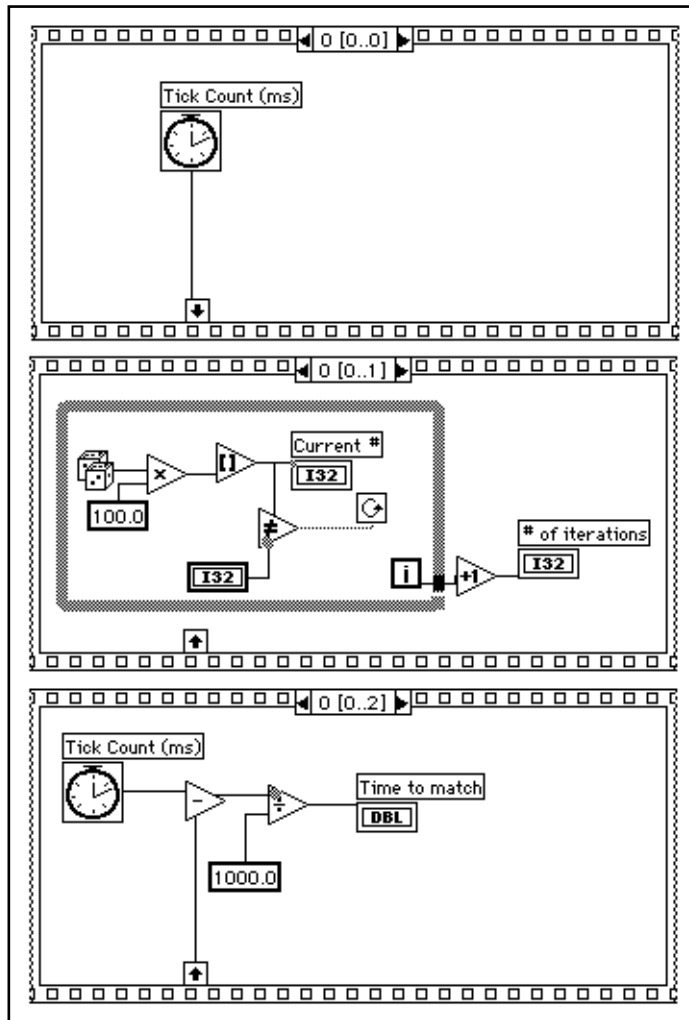 0 [0..0]
Tick Count (ms)
0 [0..1]
Current #
I32
100.0
I32
i
+1
# of iterations
I32
0 [0..2]
Tick Count (ms)
Time to match
DBL
1000.0